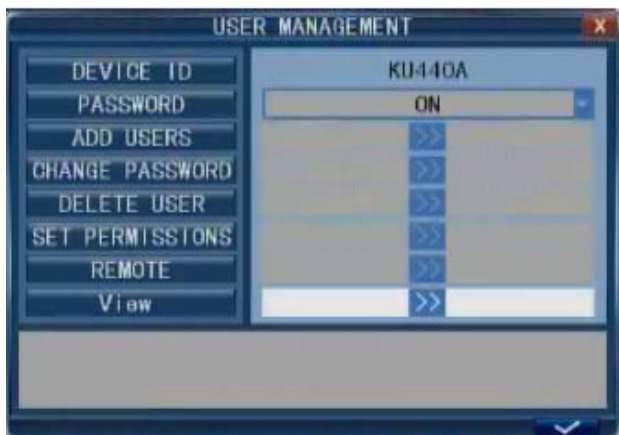 USER MANAGEMENT X
DEVICE ID KU440A
PASSWORD ON
ADD USERS >>
CHANGE PASSWORD >>
DELETE USER >>
SET PERMISSIONS >>
REMOTE >>
View >>